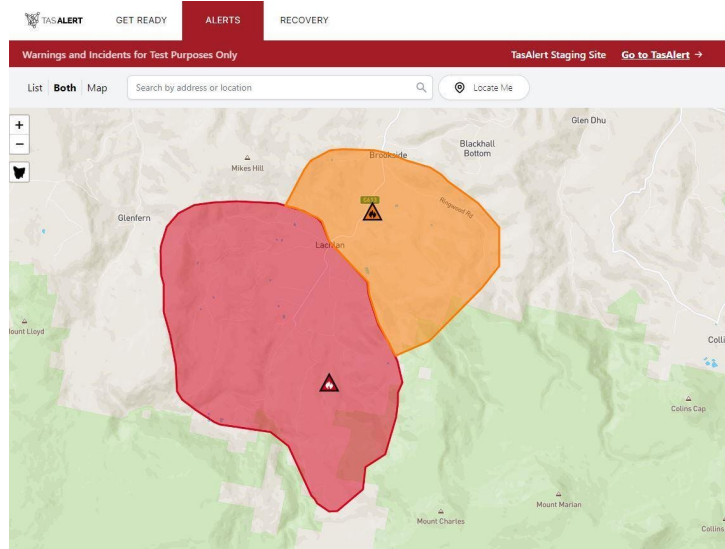 TASALERT
GET READY
ALERTS
RECOVERY
Warnings and Incidents for Test Purposes Only
TasAlert Staging Site
Go to TasAlert →
List
Both
Map
Search by address or location
Locate Me
+
−
Glen Dhu
Blackhall
Bottom
Brookside
Mikes Hill
Ringwood Rd
Glenfern
Lachlan
Mount Lloyd
Colli
Colins Cap
Mount Marian
Mount Charles
Collins